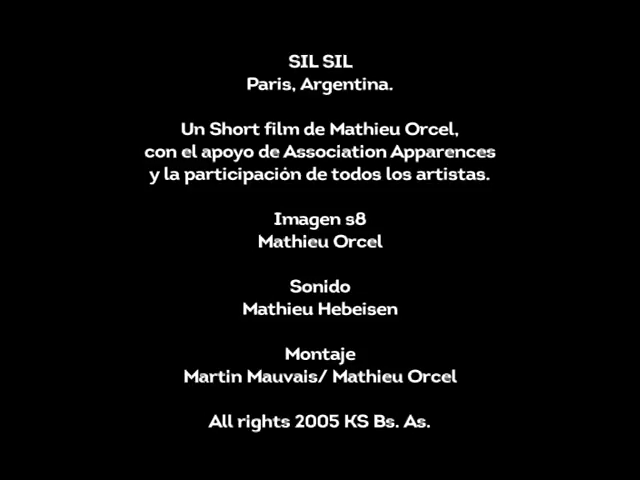 SIL SIL
Paris, Argentina.
Un Short film de Mathieu Orcel,
con el apoyo de Association Apparences
y la participación de todos los artistas.
Imagen s8
Mathieu Orcel
Sonido
Mathieu Hebeisen
Montaje
Martin Mauvais/ Mathieu Orcel
All rights 2005 KS Bs. As.